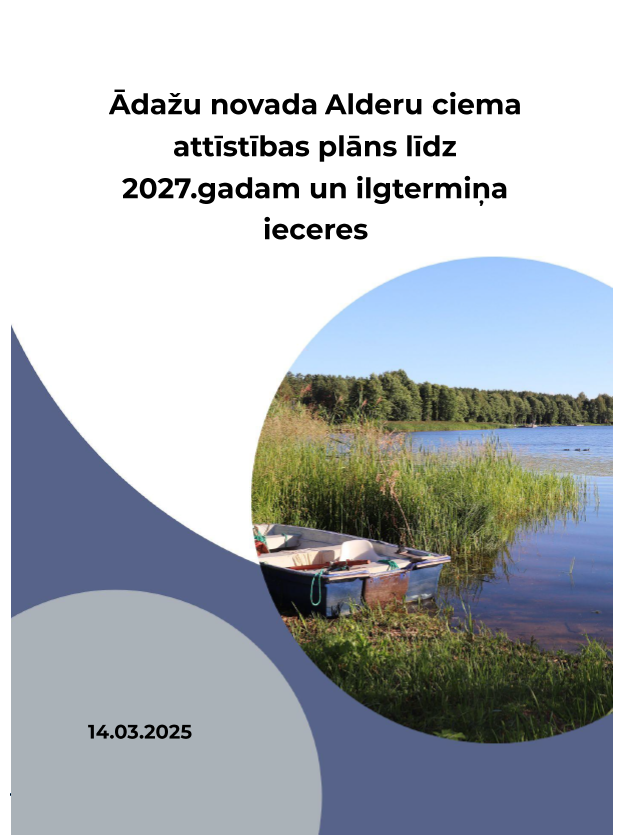 Ādažu novada Alderu ciema
attīstības plāns līdz
2027.gadam un ilgtermiņa
ieceres
14.03.2025